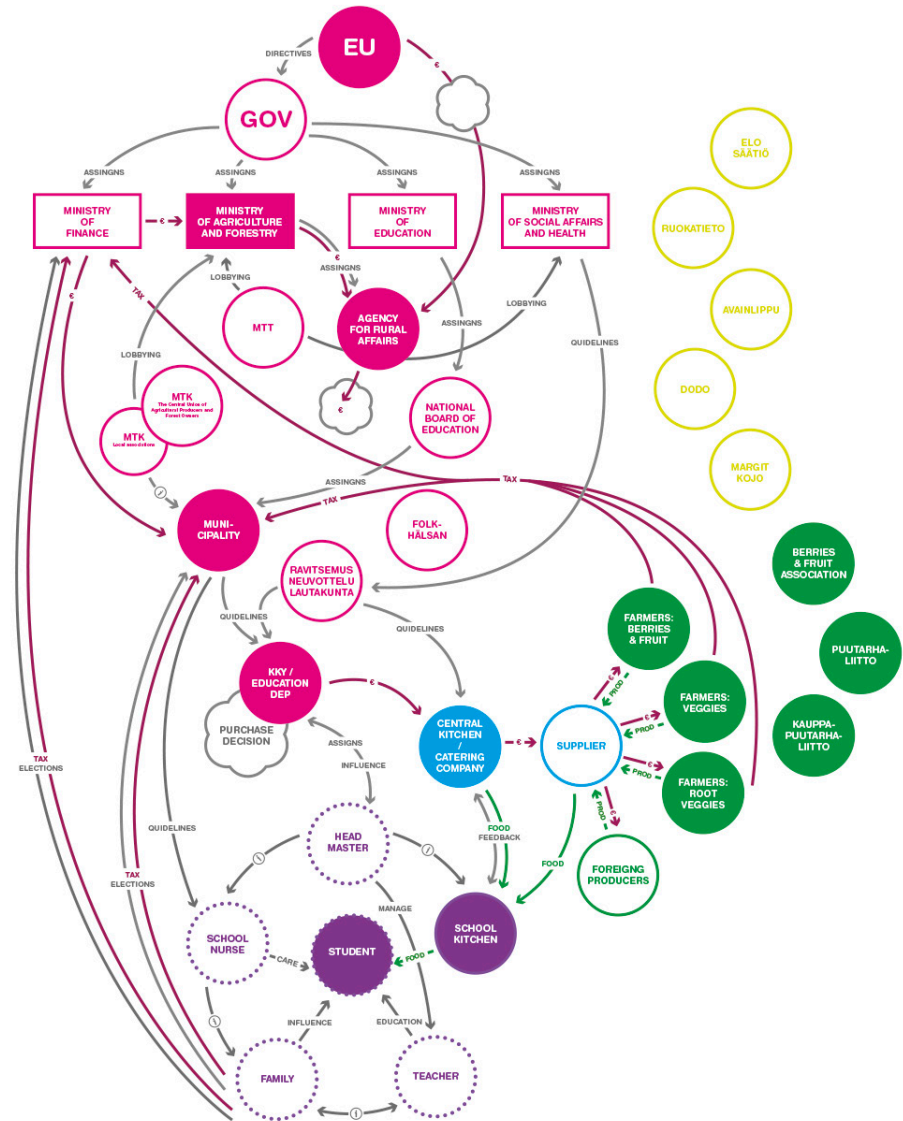 EU
DIRECTIVES
€
GOV
ELO
SÄÄTIÖ
ASSINGNS
ASSINGNS
ASSINGNS
ASSINGNS
MINISTRY
OF
FINANCE
€
MINISTRY
OF AGRICULTURE
AND FORESTRY
MINISTRY
OF EDUCATION
MINISTRY
OF SOCIAL AFFAIRS
AND HEALTH
RUOKATIETO
€
ASSINGNS
LOBBYING
€
TAX
MTT
AGENCY
FOR RURAL
AFFAIRS
LOBBYING
ASSINGNS
QUIDELINES
AVAINLIPPU
LOBBYING
DODO
MTK
The Central Union of
Agricultural Producers and
Forest Owners
€
NATIONAL
BOARD OF
EDUCATION
MTK
Local associations
MARGIT
KOJO
ASSINGNS
i
TAX
TAX
MUNI-
CIPALITY
FOLK-
HÄLSAN
BERRIES
& FRUIT
ASSOCIATION
RAVITSEMUS
NEUVOTTELU
LAUTAKUNTA
QUIDELINES
QUIDELINES
FARMERS:
BERRIES
& FRUIT
PUUTARHA-
LIITTO
KKY /
EDUCATION
DEP
€
€
PROD
FARMERS:
VEGGIES
PURCHASE
DECISION
CENTRAL
KITCHEN
/
CATERING
COMPANY
€
SUPPLIER
€
PROD
KAUPPA-
PUUTARHA-
LIITTO
ASSIGNS
INFLUENCE
€
PROD
FARMERS:
ROOT
VEGGIES
TAX
ELECTIONS
QUIDELINES
PROD
€
FOOD
FEEDBACK
HEAD
MASTER
i
i
FOOD
FOREIGNG
PRODUCERS
TAX
ELECTIONS
MANAGE
SCHOOL
NURSE
CARE
STUDENT
FOOD
SCHOOL
KITCHEN
i
INFLUENCE
EDUCATION
FAMILY
TEACHER
i